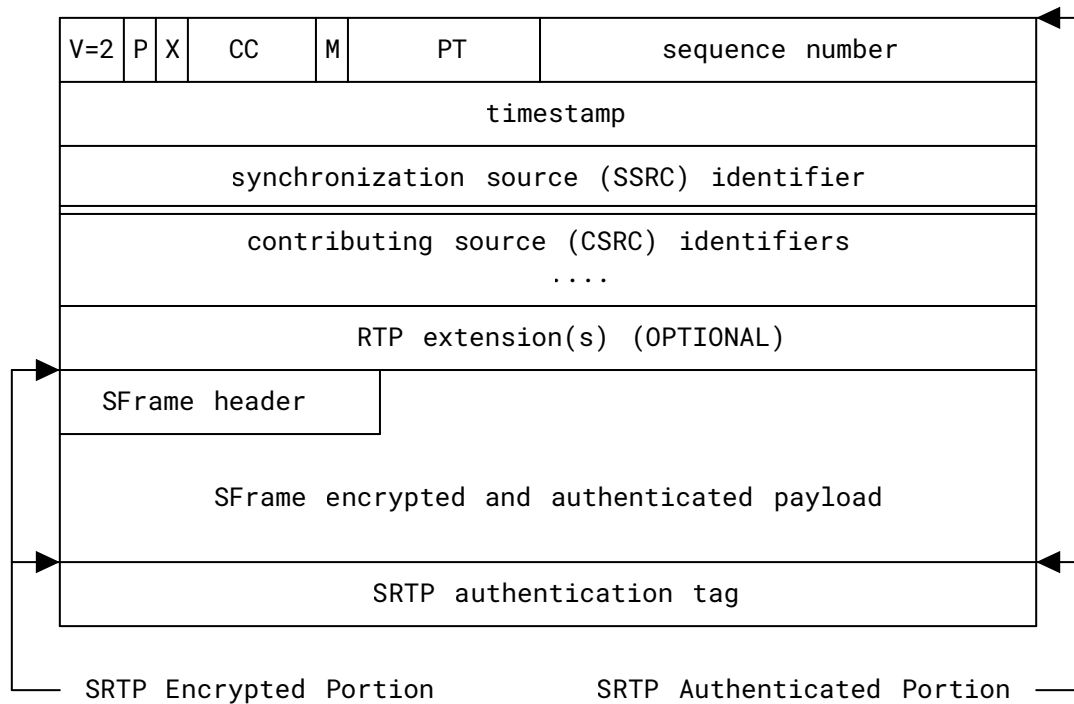 V=2 P X CC M PT sequence number
timestamp
synchronization source (SSRC) identifier
contributing source (CSRC) identifiers
....
RTP extension(s) (OPTIONAL)
SFrame header
SFrame encrypted and authenticated payload
SRTP authentication tag
SRTP Encrypted Portion SRTP Authenticated Portion